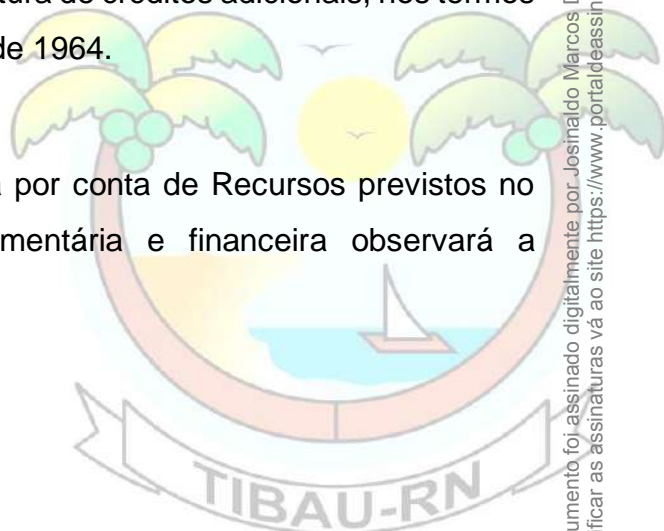 tura de créditos adicionais, nos termos
de 1964.
por conta de Recursos previstos no
mentária e financeira observará a
TIBAU-RN
umento foi assinado digitalmente por Josinaldo Marcos
ficar as assinaturas vá ao site https://www.portaldeassin